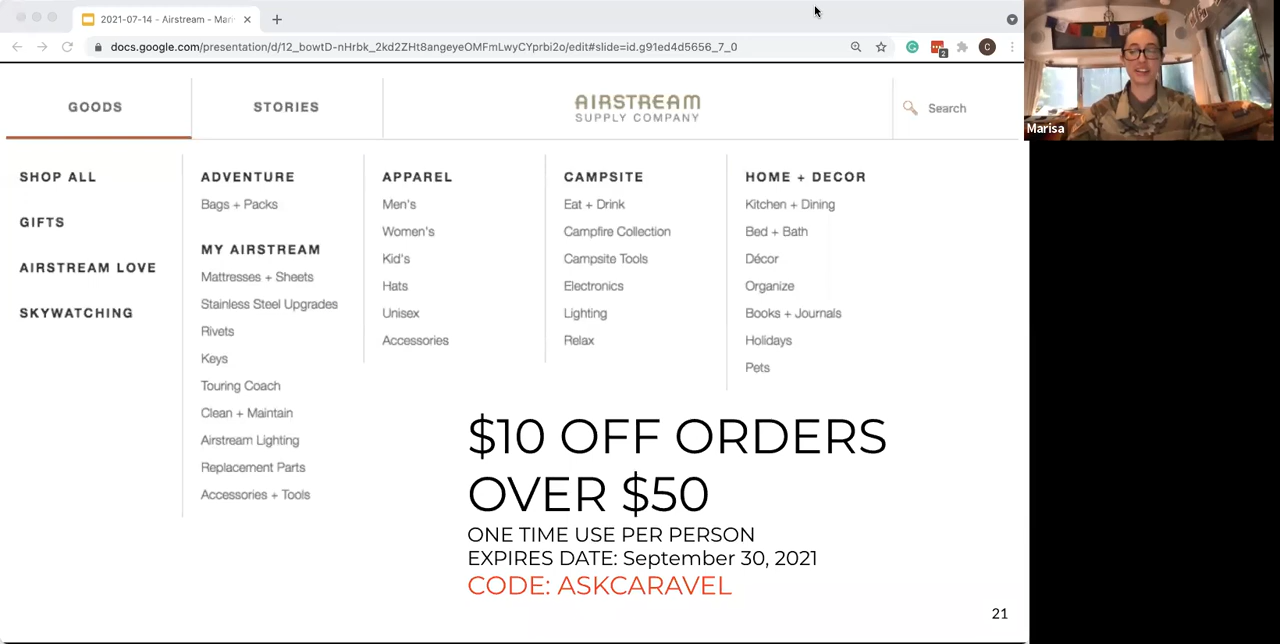 2021-07-14 - Airstream - Mari
docs.google.com/presentation/d/12_bowtD-nHrbk_2kd2ZHt8angeyeOMFmLwyCYprbi2o/edit#slide=id.g91ed4d5656_7_0
2
C
GOODS
STORIES
AIRSTREAM
SUPPLY COMPANY
Search
Marisa
SHOP ALL
GIFTS
AIRSTREAM LOVE
SKYWATCHING
ADVENTURE
Bags + Packs
MY AIRSTREAM
Mattresses + Sheets
Stainless Steel Upgrades
Rivets
Keys
Touring Coach
Clean + Maintain
Airstream Lighting
Replacement Parts
Accessories + Tools
APPAREL
Men's
Women's
Kid's
Hats
Unisex
Accessories
CAMPSITE
Eat + Drink
Campfire Collection
Campsite Tools
Electronics
Lighting
Relax
HOME + DECOR
Kitchen + Dining
Bed + Bath
Décor
Organize
Books + Journals
Holidays
Pets
$10 OFF ORDERS
OVER $50
ONE TIME USE PER PERSON
EXPIRES DATE: September 30, 2021
CODE: ASKCARAVEL
21